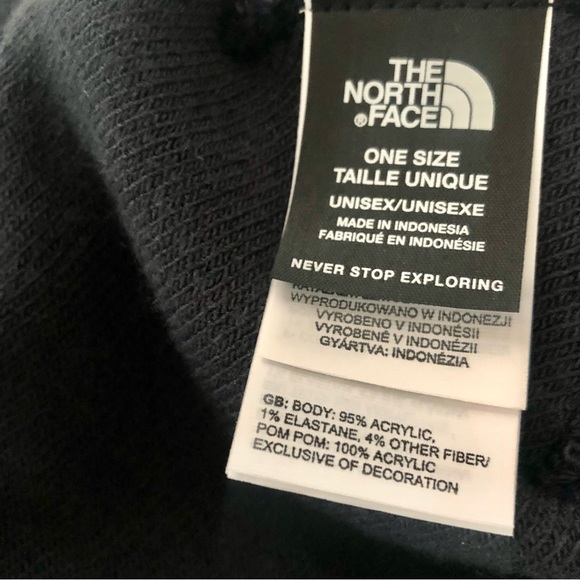 THE
NORTH
®FACE
ONE SIZE
TAILLE UNIQUE
UNISEX/UNISEXE
MADE IN INDONESIA
FABRIQUÉ EN INDONÉSIE
NEVER STOP EXPLORING
WYPRODUKOWANO W INDONEZJI
VYROBENO V INDONÉSII
VYROBENÉ V INDONÉZII
GYÁRTVA: INDONÉZIA
GB: BODY: 95% ACRYLIC,
1% ELASTANE, 4% OTHER FIBER/
POM POM: 100% ACRYLIC
EXCLUSIVE OF DECORATION